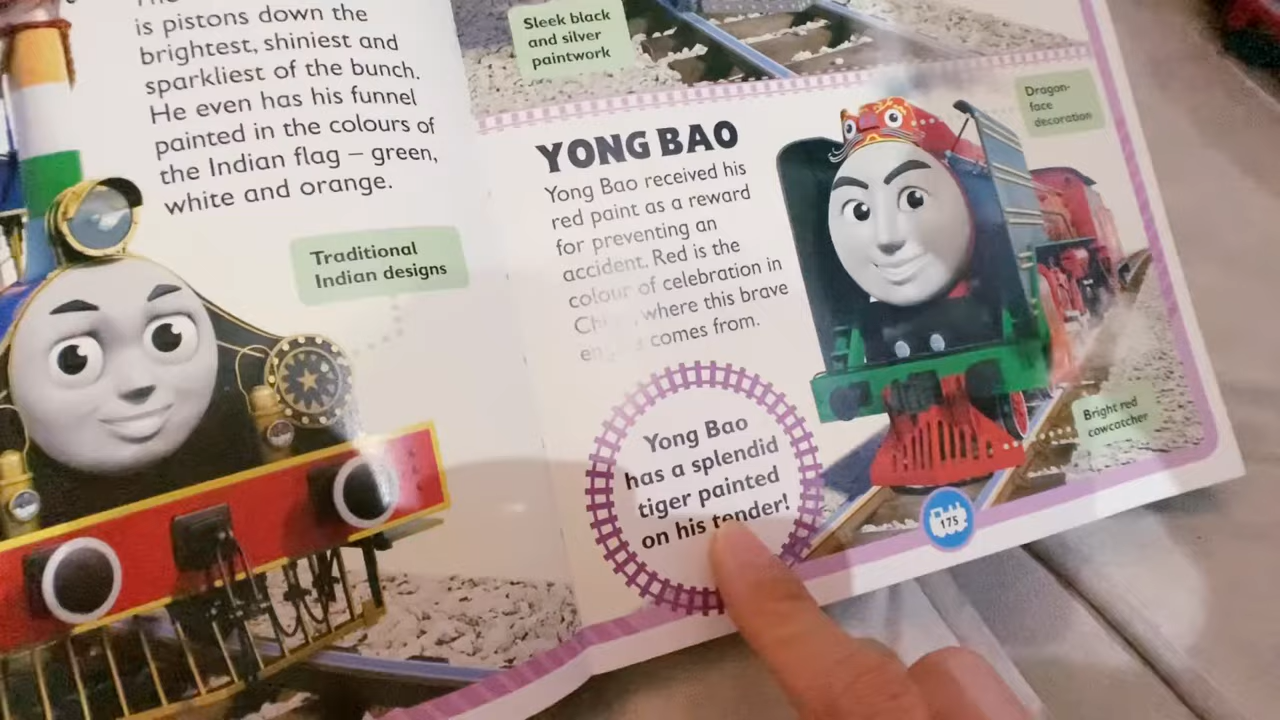 is pistons down the
brightest, shiniest and
sparkliest of the bunch.
He even has his funnel
painted in the colours of
the Indian flag – green,
white and orange.
Traditional
Indian designs
Sleek black
and silver
paintwork
YONG BAO
Yong Bao received his
red paint as a reward
for preventing an
accident. Red is the
colour of celebration in
where this brave
comes from.
Dragon-
face
decoration
Bright red
cowcatcher
Yong Bao
has a splendid
tiger painted
on his tender!
175